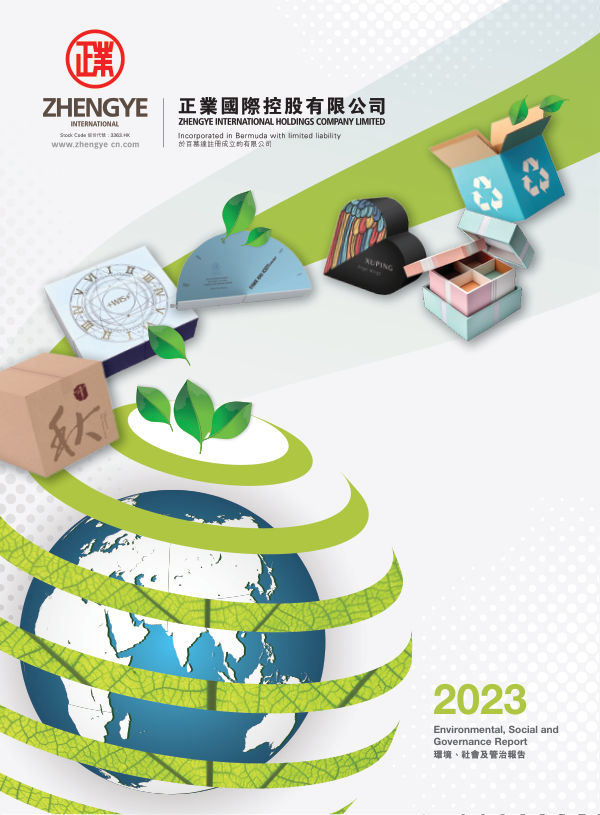 正業
ZHENGYE
INTERNATIONAL
Stock Code 股份代號 : 3363.HK
www.zhengye-cn.com
正業國際控股有限公司
ZHENGYE INTERNATIONAL HOLDINGS COMPANY LIMITED
Incorporated in Bermuda with limited liability
於百慕達註冊成立的有限公司
XUPING
秋
2023
Environmental, Social and
Governance Report
環境、社會及管治報告